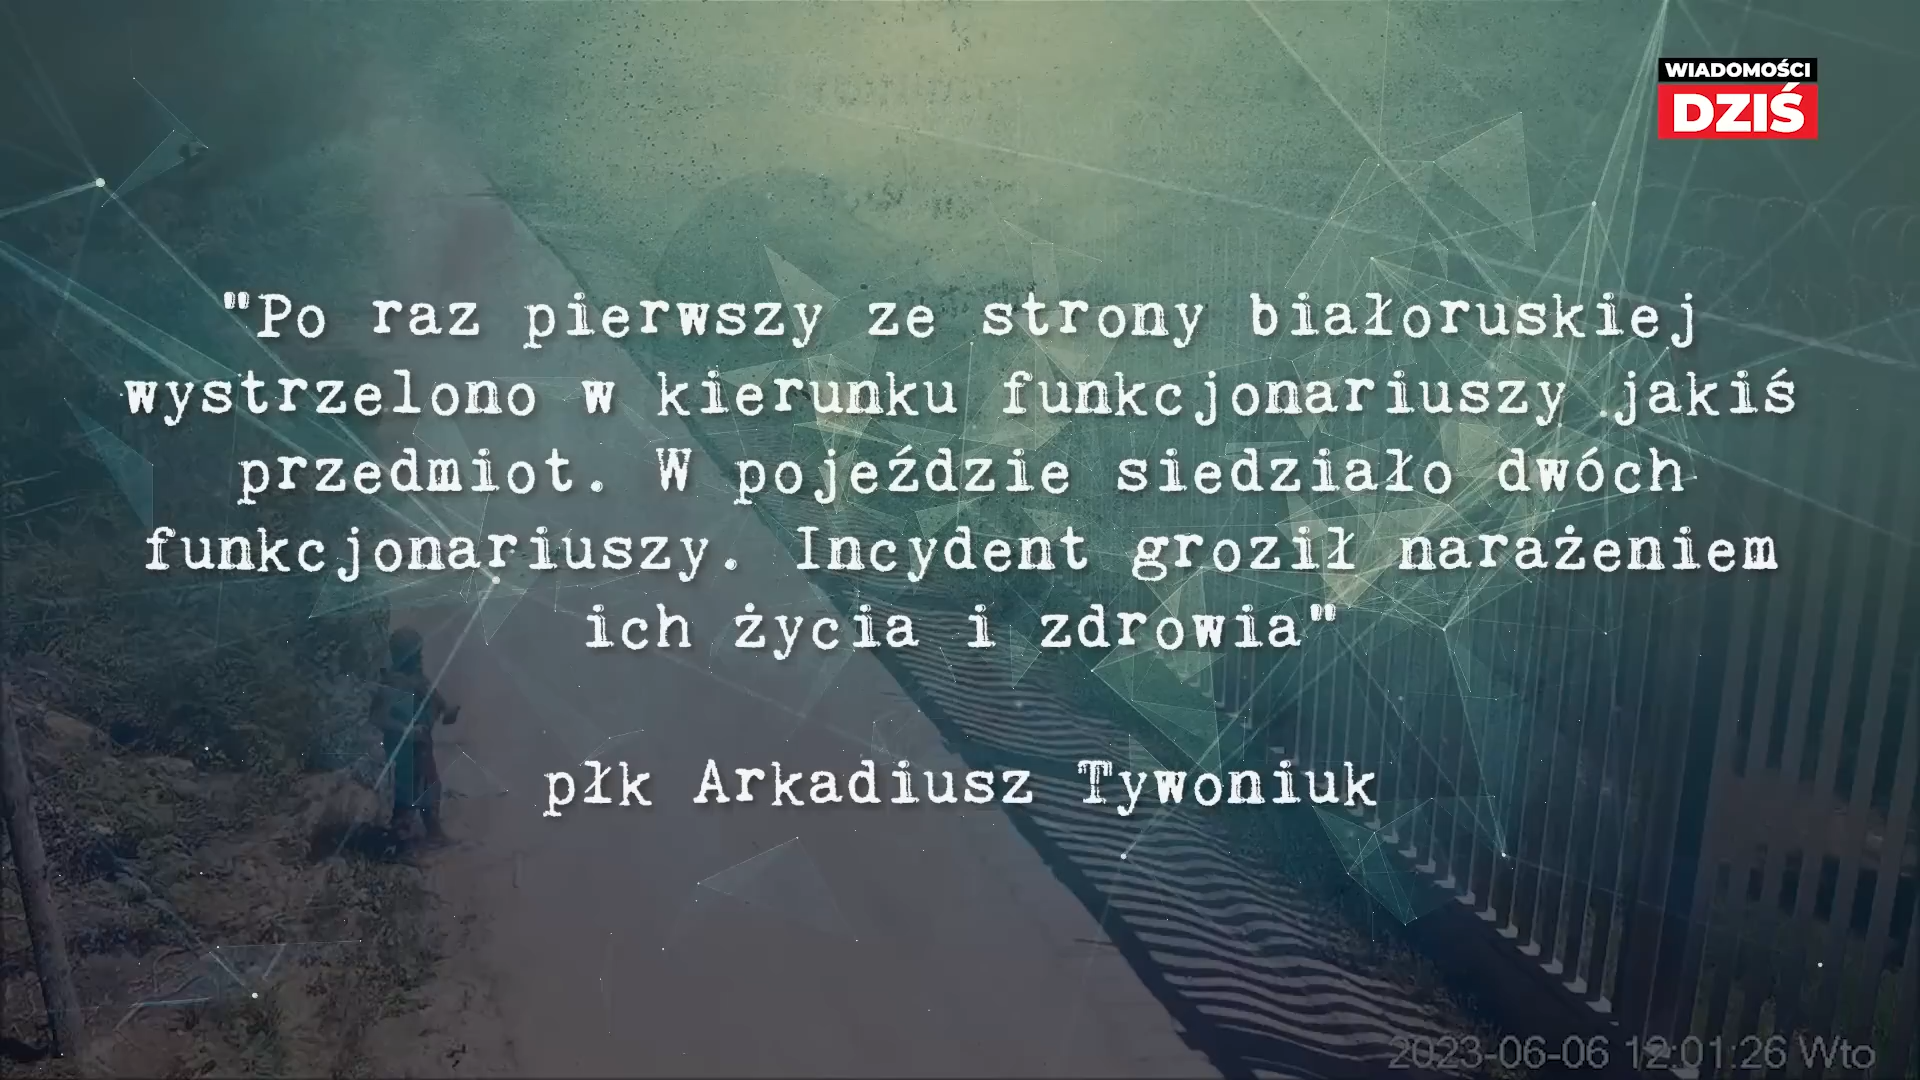 WIADOMOŚCI
DZIŚ
"Po raz pierwszy ze strony białoruskiej
wystrzelono w kierunku funkcjonariuszy jakiś
przedmiot. W pojeździe siedziało dwóch
funkcjonariuszy. Incydent groził narażeniem
ich życia i zdrowia"
płk Arkadiusz Tywoniuk
2023-06-06 12:01:26 Wto